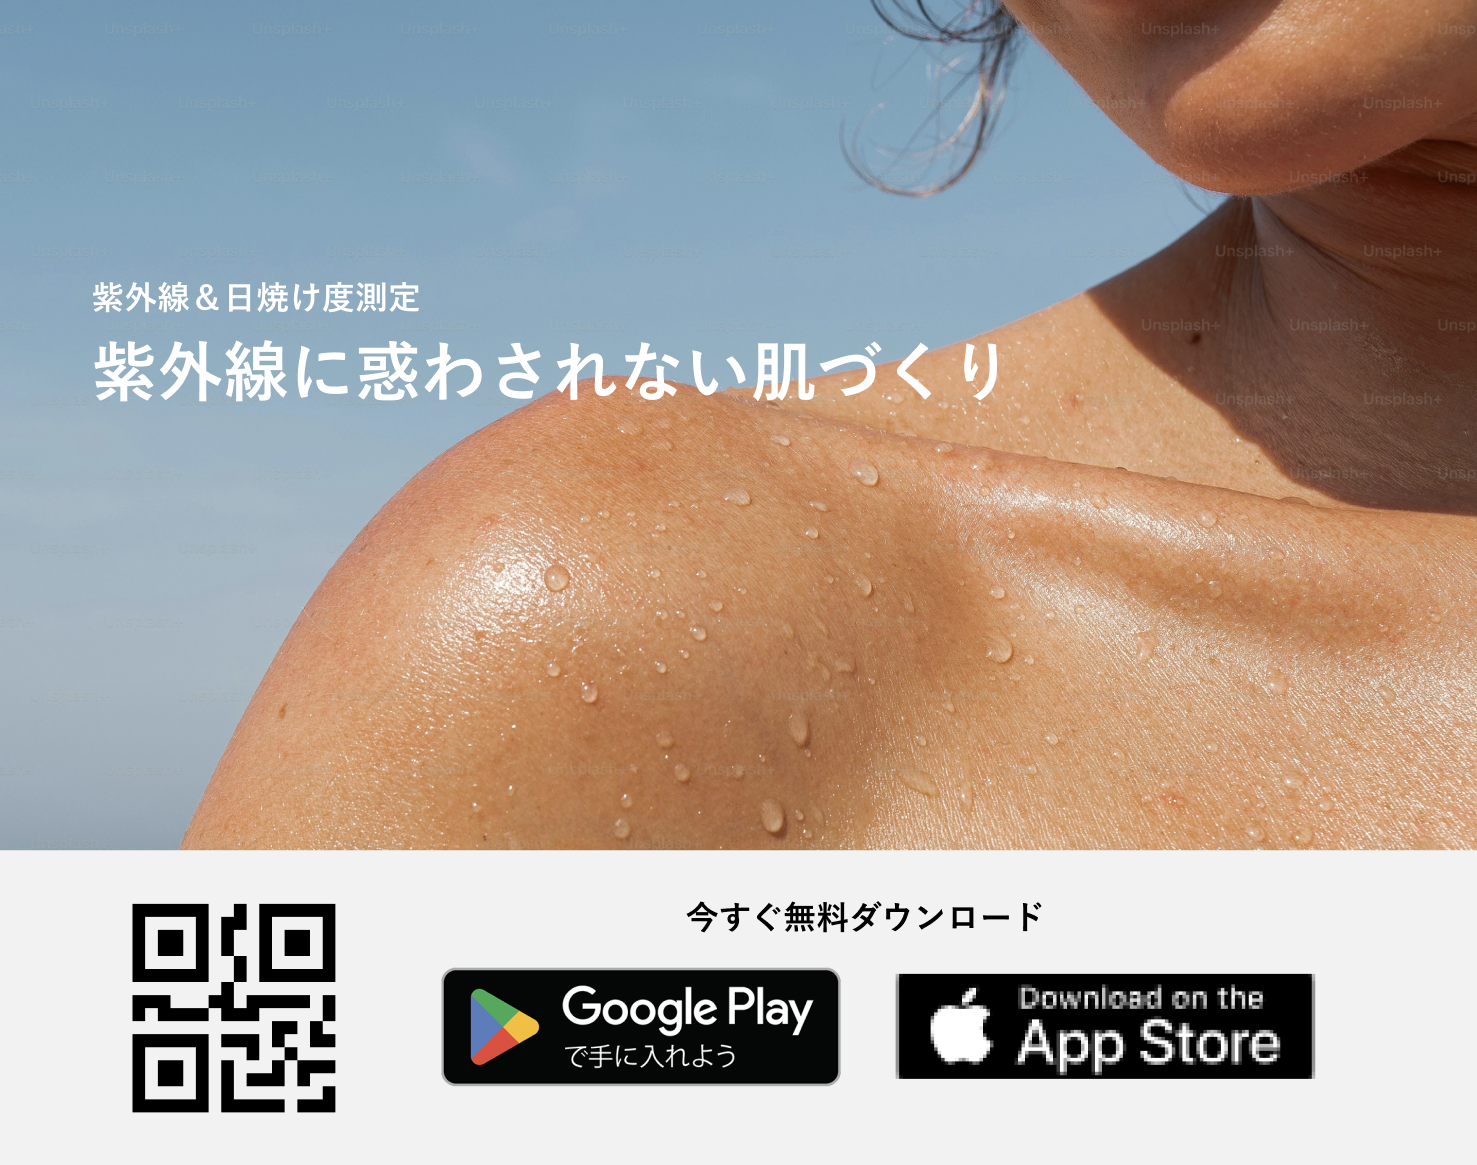 紫外線＆日焼け度測定
紫外線に惑わされない肌づくり
今すぐ無料ダウンロード
Google Play
で手に入れよう
Download on the
App Store
Unsplash+